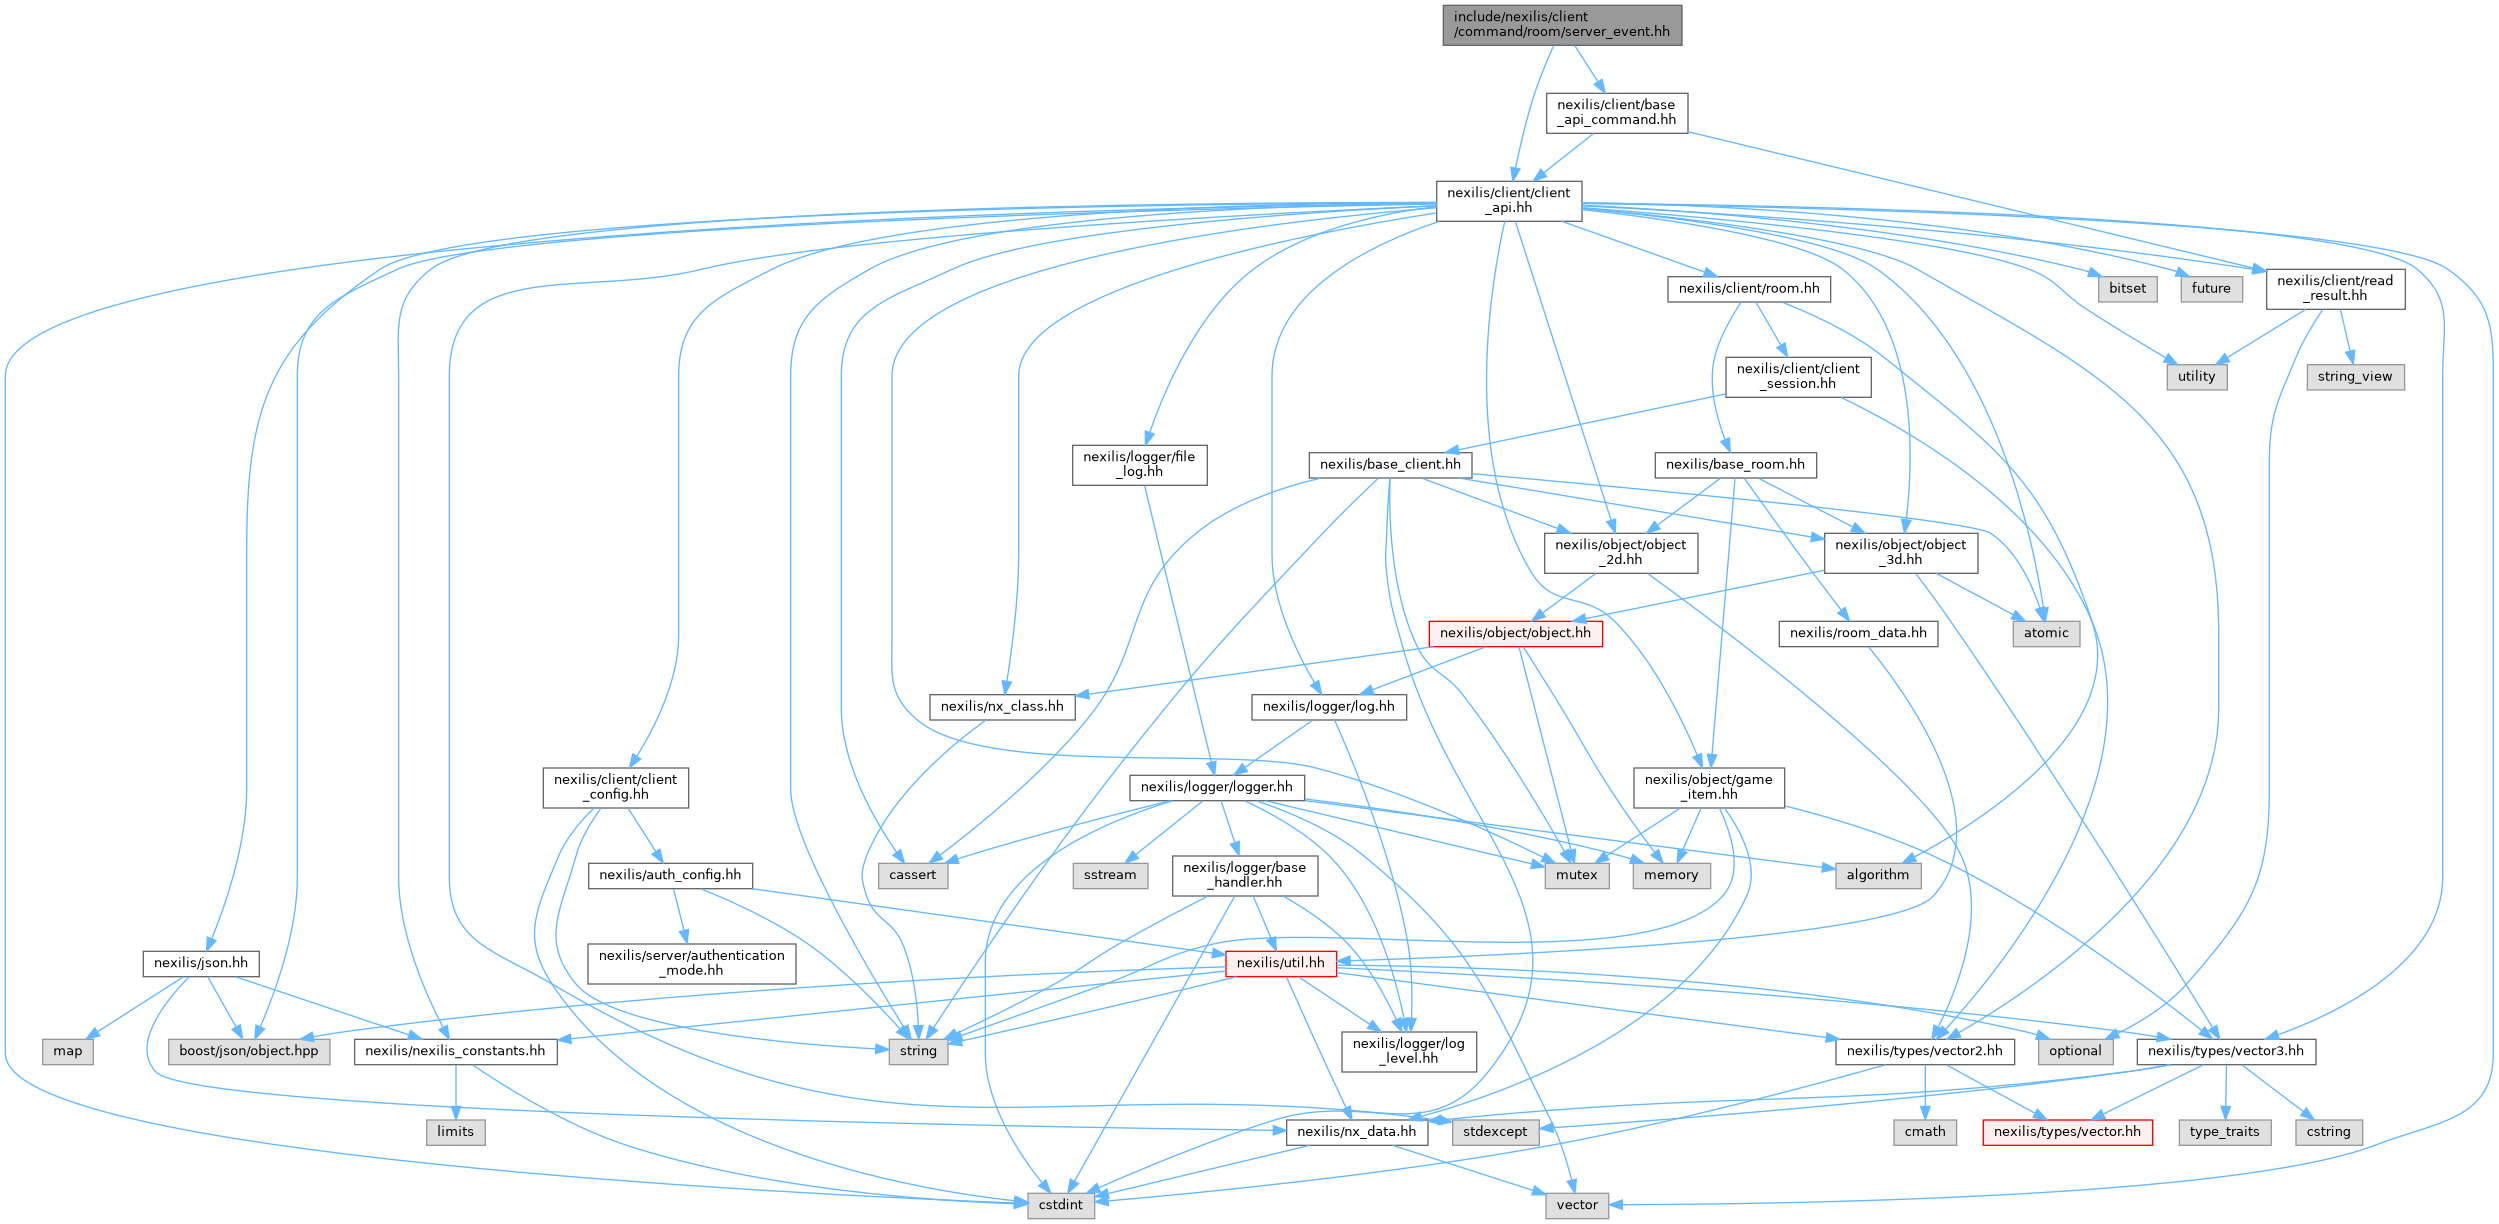 include/nexilis/client
/command/room/server_event.hh
nexilis/client/base
_api_command.hh
nexilis/client/client
_api.hh
nexilis/client/room.hh
bitset
future
nexilis/client/read
_result.hh
nexilis/client/client
_session.hh
utility
string_view
nexilis/logger/file
_log.hh
nexilis/base_client.hh
nexilis/base_room.hh
nexilis/object/object
_2d.hh
nexilis/object/object
_3d.hh
nexilis/object/object.hh
nexilis/room_data.hh
atomic
nexilis/nx_class.hh
nexilis/logger/log.hh
nexilis/client/client
_config.hh
nexilis/logger/logger.hh
nexilis/object/game
_item.hh
nexilis/auth_config.hh
cassert
sstream
nexilis/logger/base
_handler.hh
mutex
memory
algorithm
nexilis/json.hh
nexilis/server/authentication
_mode.hh
nexilis/util.hh
map
boost/json/object.hpp
nexilis/nexilis_constants.hh
string
nexilis/logger/log
_level.hh
nexilis/types/vector2.hh
optional
nexilis/types/vector3.hh
limits
nexilis/nx_data.hh
stdexcept
cmath
nexilis/types/vector.hh
type_traits
cstring
cstdint
vector